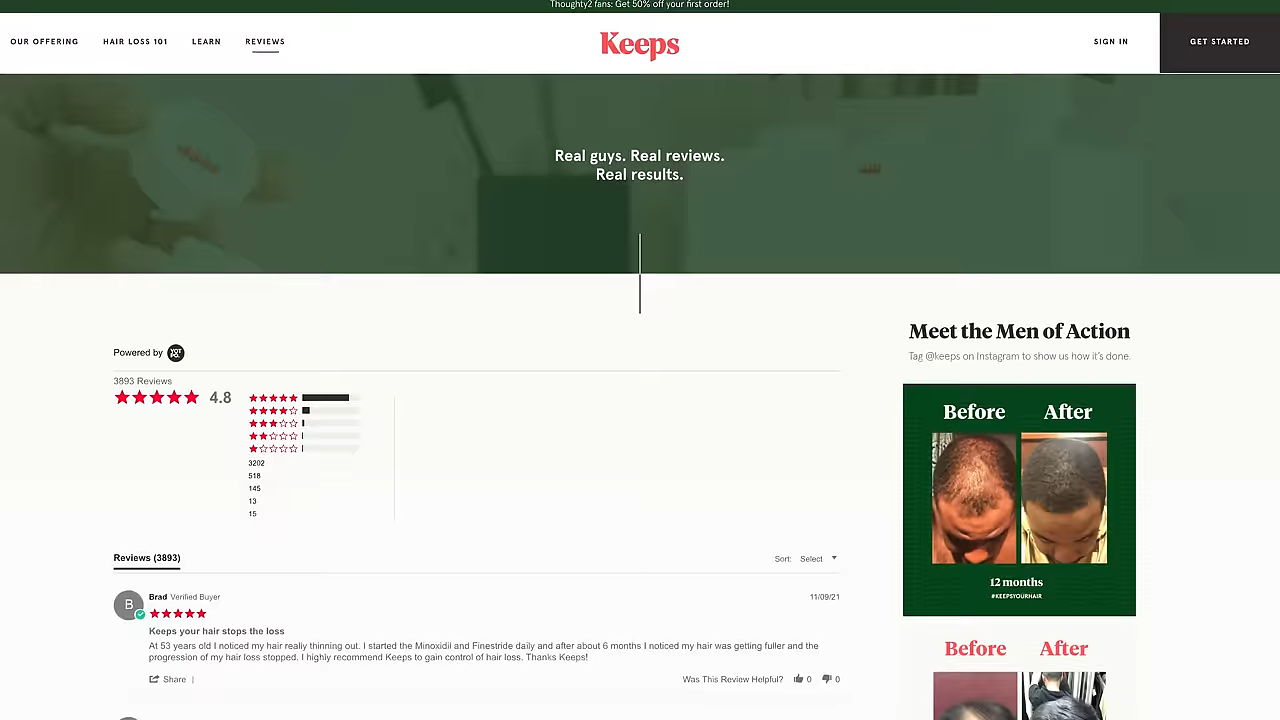 Thoughty2 fans: Get 50% off your first order!
OUR OFFERING HAIR LOSS 101 LEARN REVIEWS Keeps SIGN IN GET STARTED
Real guys. Real reviews.
Real results.
Powered by YOTPO.
3893 Reviews
4.8
3202
518
145
13
15
Reviews (3893)
Sort: Select
B Brad Verified Buyer 11/09/21
Keeps your hair stops the loss
At 53 years old I noticed my hair really thinning out. I started the Minoxidil and Finestride daily and after about 6 months I noticed my hair was getting fuller and the
progression of my hair loss stopped. I highly recommend Keeps to gain control of hair loss. Thanks Keeps!
Share | Was This Review Helpful? 0 0
Meet the Men of Action
Tag @keeps on Instagram to show us how it's done.
Before After
12 months
#KEEPSYOURHAIR
Before After